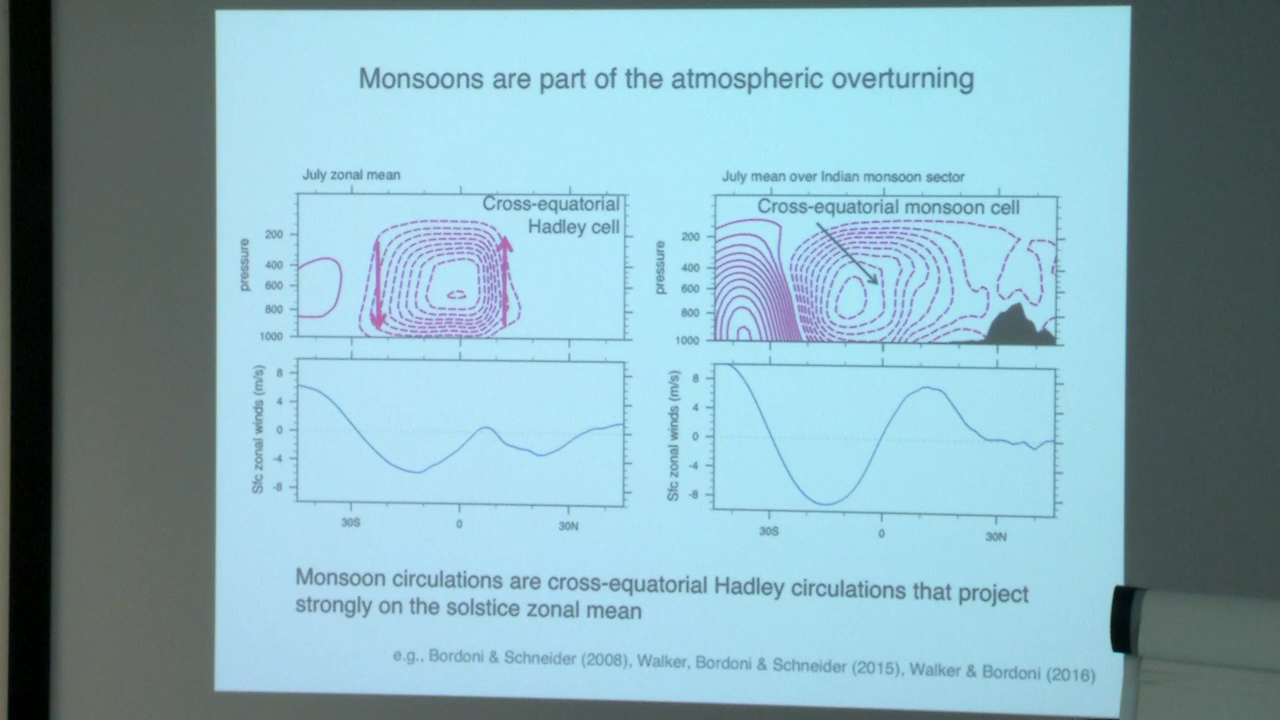 Monsoons are part of the atmospheric overturning
July zonal mean
Cross-equatorial
Hadley cell
pressure
200
400
600
800
1000
Sfc zonal winds (m/s)
8
4
0
-4
-8
30S
0
30N
July mean over Indian monsoon sector
Cross-equatorial monsoon cell
pressure
200
400
600
800
1000
Sfc zonal winds (m/s)
8
4
0
-4
-8
30S
0
30N
Monsoon circulations are cross-equatorial Hadley circulations that project
strongly on the solstice zonal mean
e.g., Bordoni & Schneider (2008), Walker, Bordoni & Schneider (2015), Walker & Bordoni (2016)